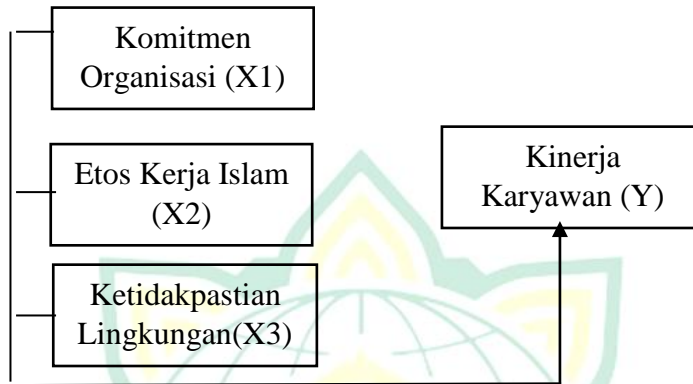 Komitmen
Organisasi (X1)
Etos Kerja Islam
(X2)
Kinerja
Karyawan (Y)
Ketidakpastian
Lingkungan(X3)